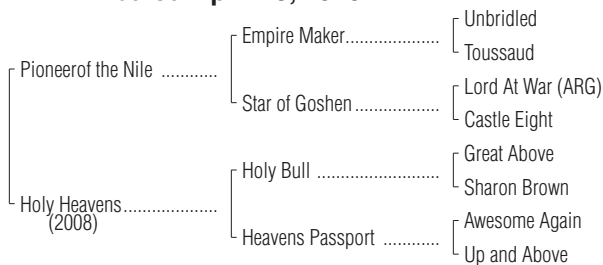 Unbridled
Empire Maker....................
Toussaud
Pioneerof the Nile ............
Lord At War (ARG)
Star of Goshen..................
Castle Eight
Great Above
Holy Bull ..........................
Sharon Brown
Holy Heavens....................
(2008)
Awesome Again
Heavens Passport ............
Up and Above